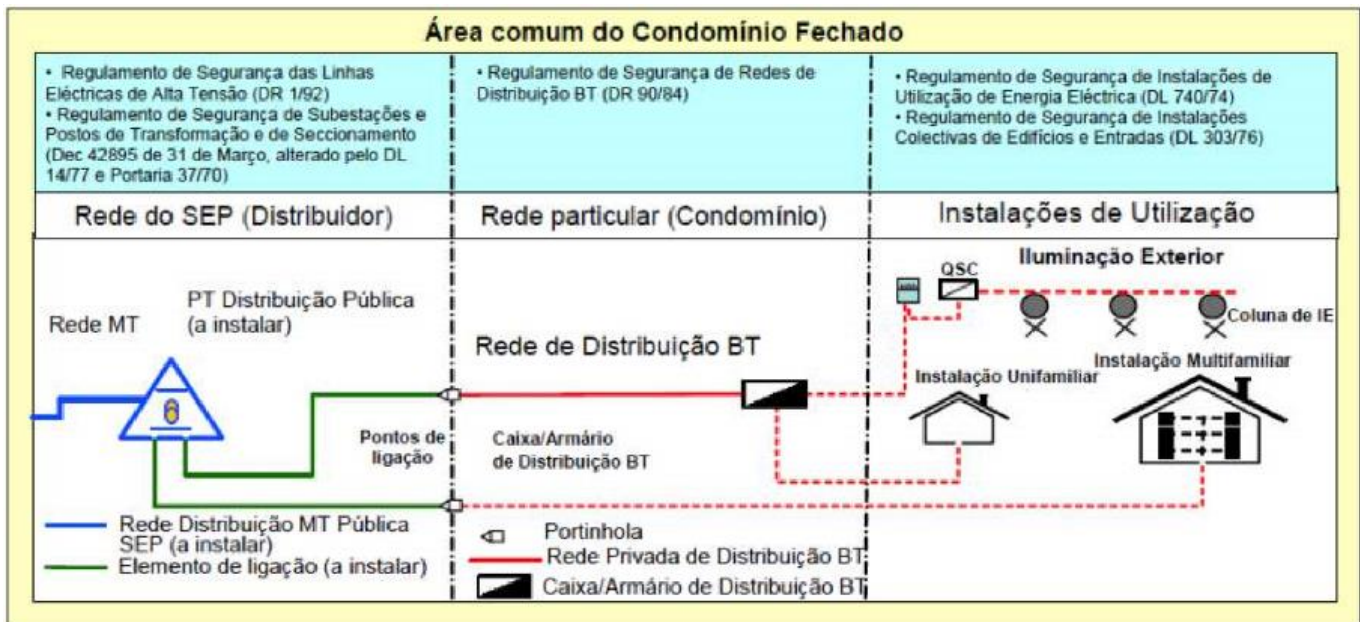 Área comum do Condomínio Fechado
• Regulamento de Segurança das Linhas
Eléctricas de Alta Tensão (DR 1/92)
• Regulamento de Segurança de Subestações e
Postos de Transformação e de Seccionamento
(Dec 42895 de 31 de Março, alterado pelo DL
14/77 e Portaria 37/70)
• Regulamento de Segurança de Redes de
Distribuição BT (DR 90/84)
• Regulamento de Segurança de Instalações de
Utilização de Energia Eléctrica (DL 740/74)
• Regulamento de Segurança de Instalações
Colectivas de Edifícios e Entradas (DL 303/76)
Rede do SEP (Distribuidor)
Rede particular (Condomínio)
Instalações de Utilização
Rede MT
PT Distribuição Pública
(a instalar)
Pontos de
ligação
Rede Distribuição MT Pública
SEP (a instalar)
Elemento de ligação (a instalar)
Rede de Distribuição BT
Caixa/Armário
de Distribuição BT
Portinhola
Rede Privada de Distribuição BT
Caixa/Armário de Distribuição BT
QSC
Iluminação Exterior
Coluna de IE
Instalação Unifamiliar
Instalação Multifamiliar